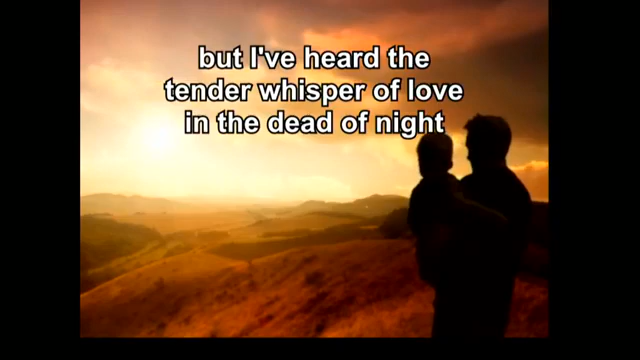 but I've heard the
tender whisper of love
in the dead of night